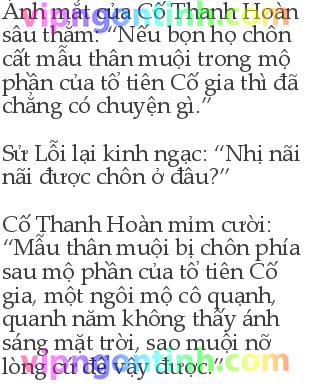 Ánh mắt của Cố Thanh Hoàn
sâu thẳm: “Nếu bọn họ chôn
cất mẫu thân muội trong mộ
phần của tổ tiên Cố gia thì đã
chẳng có chuyện gì.”
Sử Lỗi lại kinh ngạc: “Nhị nãi
nãi được chôn ở đâu?”
Cố Thanh Hoàn mỉm cười:
“Mẫu thân muội bị chôn phía
sau mộ phần của tổ tiên Cố
gia, một ngôi mộ cô quạnh,
quanh năm không thấy ánh
sáng mặt trời, sao muội nỡ
lòng cứ để vậy được.”
vipngontinh.com
vipngontinh.com